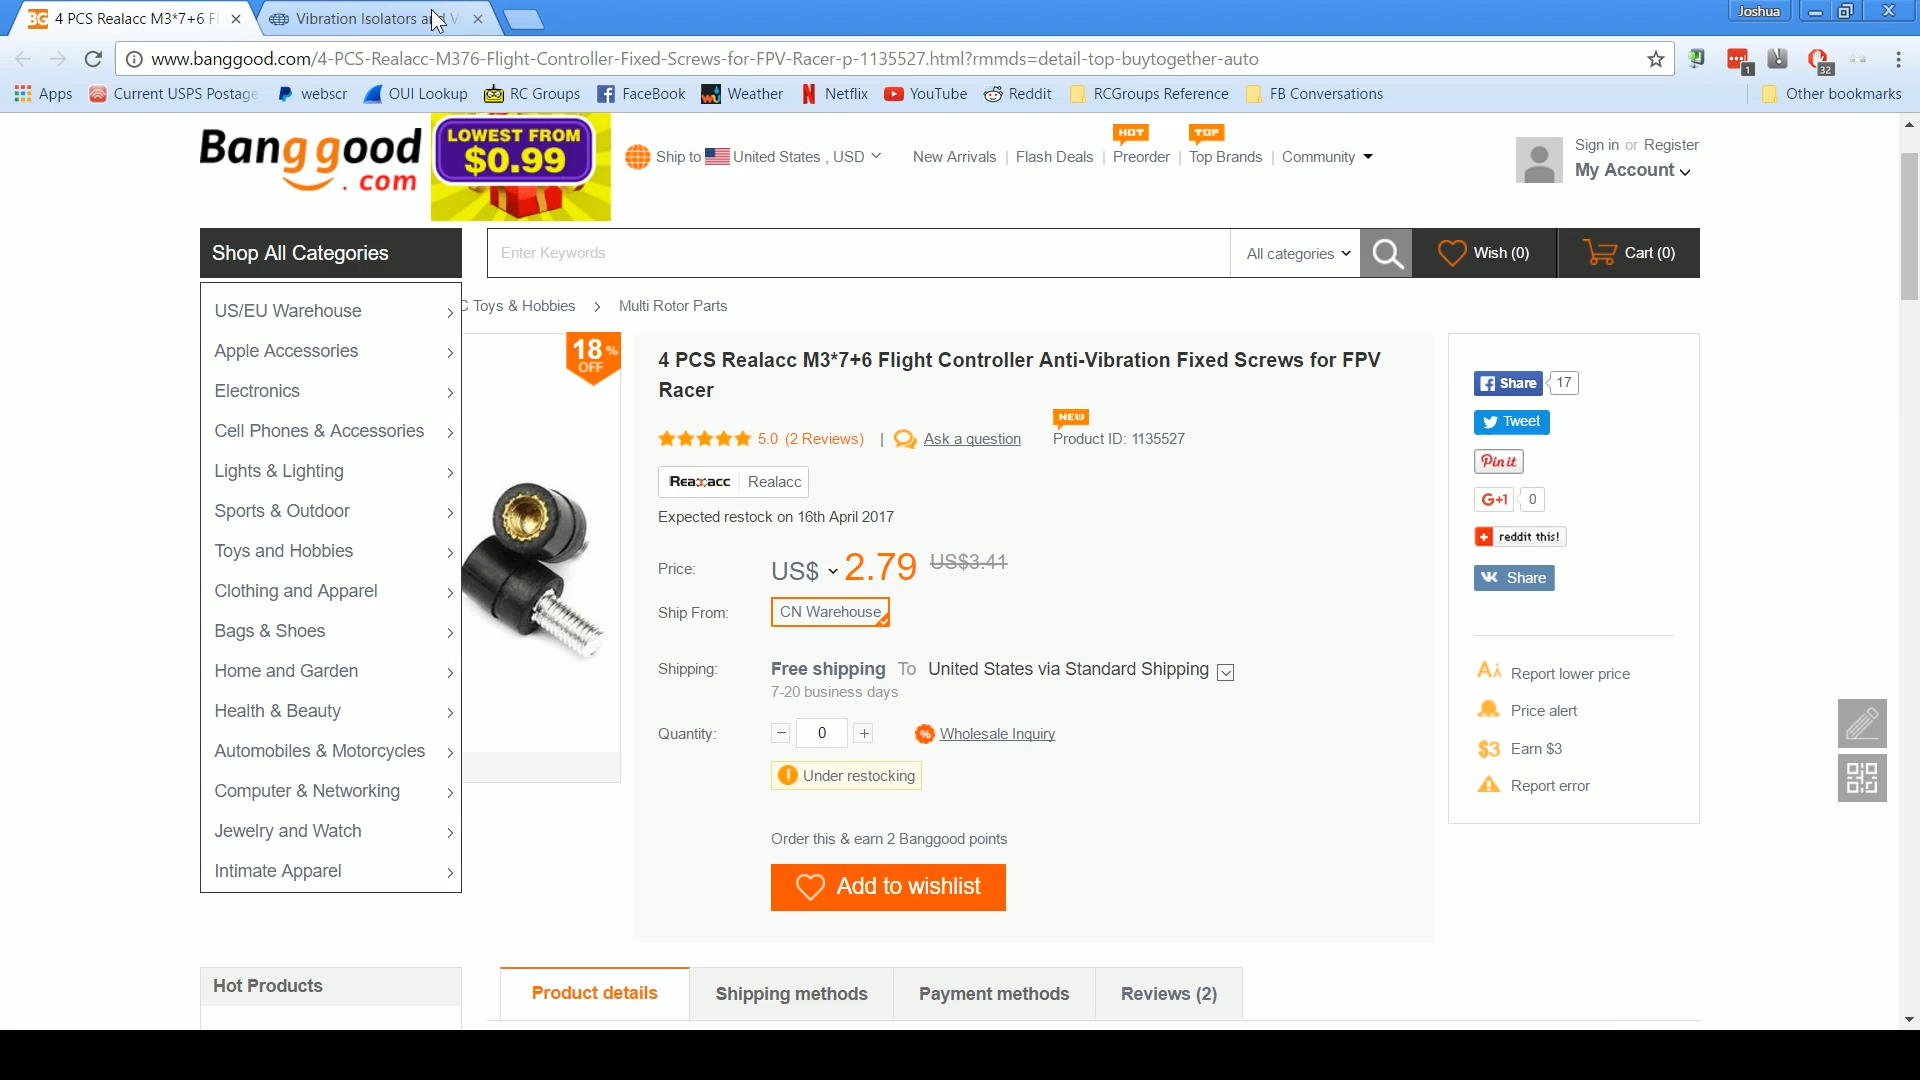 4 PCS Realacc M3*7+6 Fl
Vibration Isolators and V
Joshua
www.banggood.com/4-PCS-Realacc-M376-Flight-Controller-Fixed-Screws-for-FPV-Racer-p-1135527.html?rmmds=detail-top-buytogether-auto
1
32
Apps
Current USPS Postage
webscr
OUI Lookup
RC Groups
FaceBook
Weather
Netflix
YouTube
Reddit
RCGroups Reference
FB Conversations
Other bookmarks
Banggood
.com
LOWEST FROM
$0.99
Ship to United States , USD
New Arrivals
Flash Deals
HOT
Preorder
TOP
Top Brands
Community
Sign in or Register
My Account
Shop All Categories
Enter Keywords
All categories
Wish (0)
Cart (0)
C Toys & Hobbies > Multi Rotor Parts
US/EU Warehouse
Apple Accessories
Electronics
Cell Phones & Accessories
Lights & Lighting
Sports & Outdoor
Toys and Hobbies
Clothing and Apparel
Bags & Shoes
Home and Garden
Health & Beauty
Automobiles & Motorcycles
Computer & Networking
Jewelry and Watch
Intimate Apparel
18%
OFF
4 PCS Realacc M3*7+6 Flight Controller Anti-Vibration Fixed Screws for FPV
Racer
NEW
5.0 (2 Reviews) | Ask a question Product ID: 1135527
Reaxacc Realacc
Expected restock on 16th April 2017
Price: US$ 2.79 US$3.41
Ship From: CN Warehouse
Shipping: Free shipping To United States via Standard Shipping
7-20 business days
Quantity: − 0 + Wholesale Inquiry
Under restocking
Order this & earn 2 Banggood points
Add to wishlist
Share 17
Tweet
Pin it
G+1 0
reddit this!
Share
Report lower price
Price alert
$3 Earn $3
Report error
Hot Products
Product details
Shipping methods
Payment methods
Reviews (2)